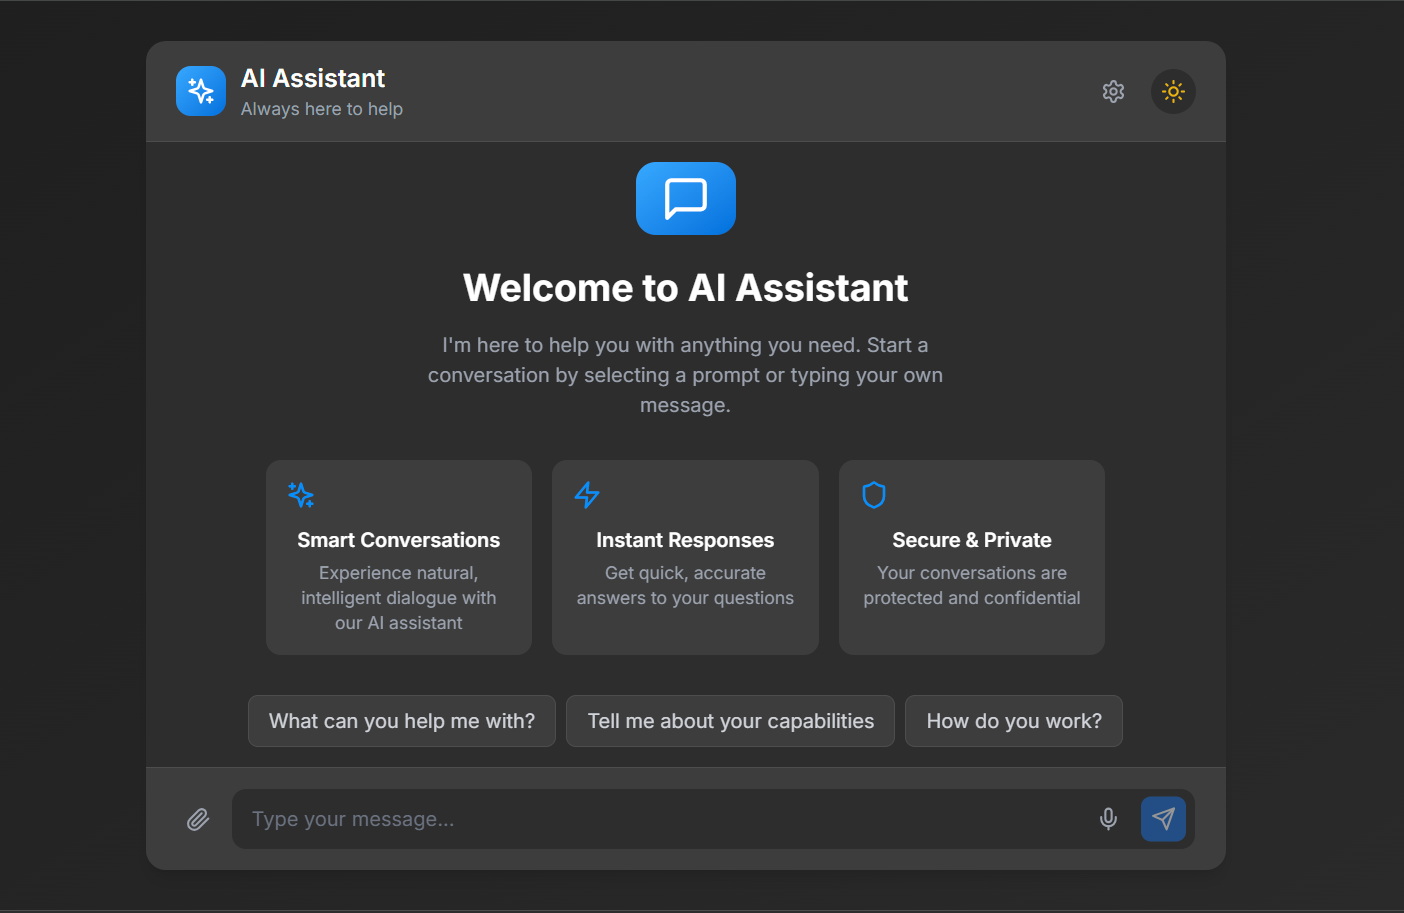 AI Assistant
Always here to help
Welcome to AI Assistant
I'm here to help you with anything you need. Start a
conversation by selecting a prompt or typing your own
message.
Smart Conversations
Experience natural,
intelligent dialogue with
our AI assistant
Instant Responses
Get quick, accurate
answers to your questions
Secure & Private
Your conversations are
protected and confidential
What can you help me with?
Tell me about your capabilities
How do you work?
Type your message...